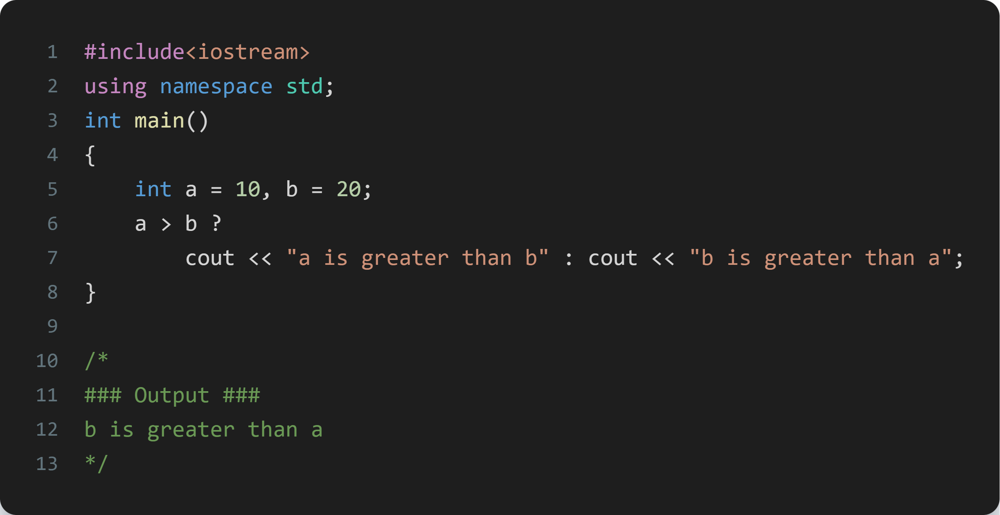 1 #include<iostream>
2 using namespace std;
3 int main()
4 {
5     int a = 10, b = 20;
6     a > b ?
7         cout << "a is greater than b" : cout << "b is greater than a";
8 }
9
10 /*
11 ### Output ###
12 b is greater than a
13 */